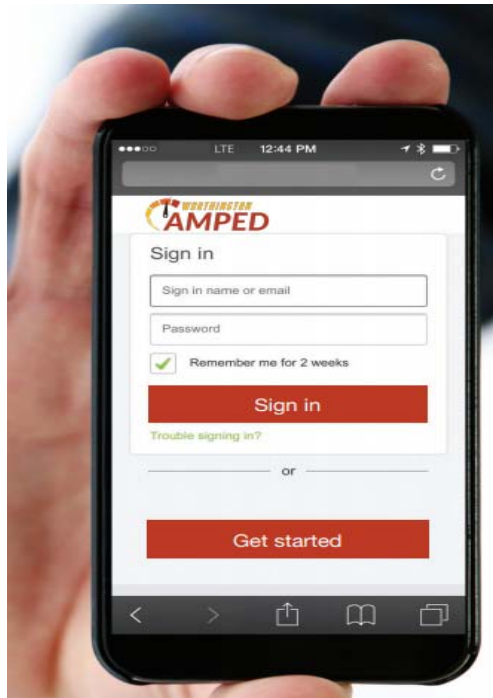 LTE 12:44 PM
WORTHINGTON
AMPED
Sign in
Sign in name or email
Password
Remember me for 2 weeks
Sign in
Trouble signing in?
or
Get started